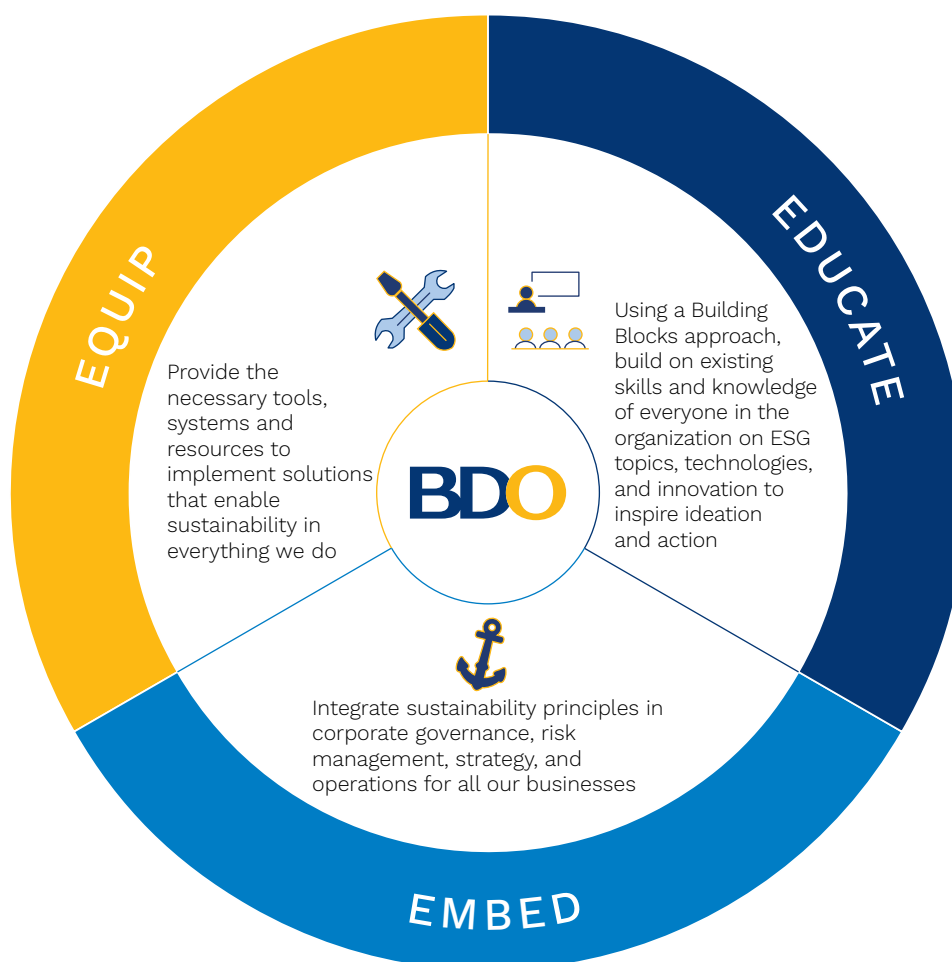 EQUIP
Provide the
necessary tools,
systems and
resources to
implement solutions
that enable
sustainability in
everything we do
EDUCATE
Using a Building
Blocks approach,
build on existing
skills and knowledge
of everyone in the
organization on ESG
topics, technologies,
and innovation to
inspire ideation
and action
BDO
Integrate sustainability principles in
corporate governance, risk
management, strategy, and
operations for all our businesses
EMBED